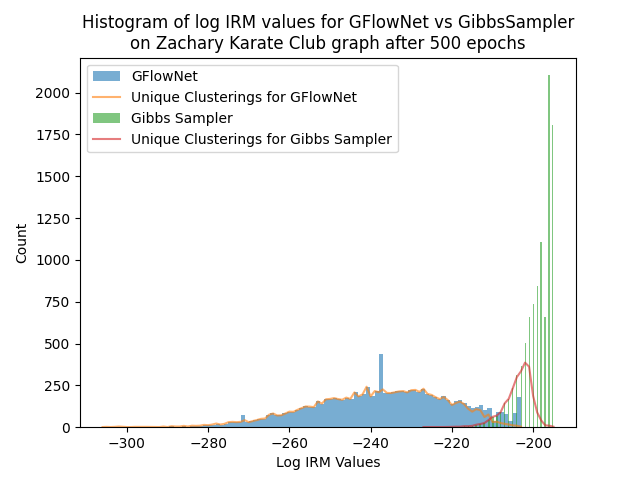 Histogram of log IRM values for GFlowNet vs GibbsSampler
on Zachary Karate Club graph after 500 epochs
GFlowNet
Unique Clusterings for GFlowNet
Gibbs Sampler
Unique Clusterings for Gibbs Sampler
Count
2000
1750
1500
1250
1000
750
500
250
0
−300
−280
−260
−240
−220
−200
Log IRM Values